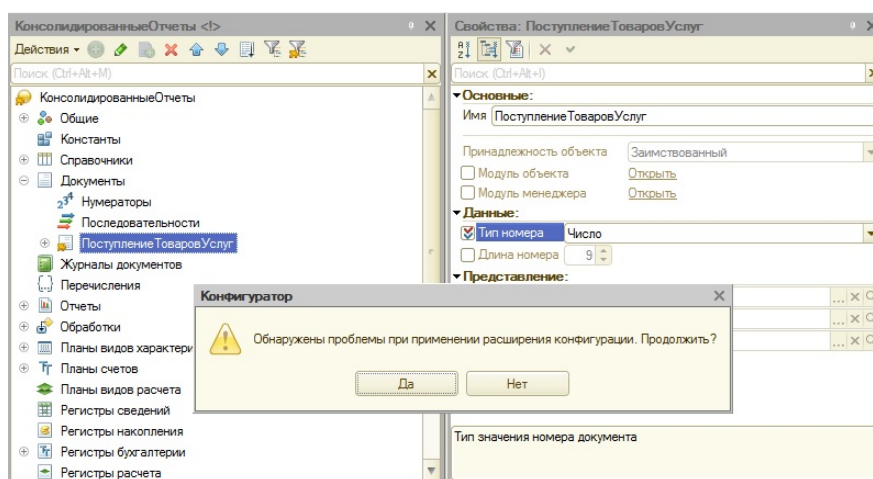 КонсолидированныеОтчеты <!>
Действия
Поиск (Ctrl+Alt+M)
КонсолидированныеОтчеты
Общие
Константы
Справочники
Документы
Нумераторы
Последовательности
ПоступлениеТоваровУслуг
Журналы документов
Перечисления
Отчеты
Обработки
Планы видов характери
Планы счетов
Планы видов расчета
Регистры сведений
Регистры накопления
Регистры бухгалтерии
Регистры расчета
Свойства: ПоступлениеТоваровУслуг
Поиск (Ctrl+Alt+I)
Основные:
Имя ПоступлениеТоваровУслуг
Принадлежность объекта Заимствованный
Модуль объекта Открыть
Модуль менеджера Открыть
Данные:
Тип номера Число
Длина номера 9
Представление:
Тип значения номера документа
Конфигуратор
Обнаружены проблемы при применении расширения конфигурации. Продолжить?
Да Нет